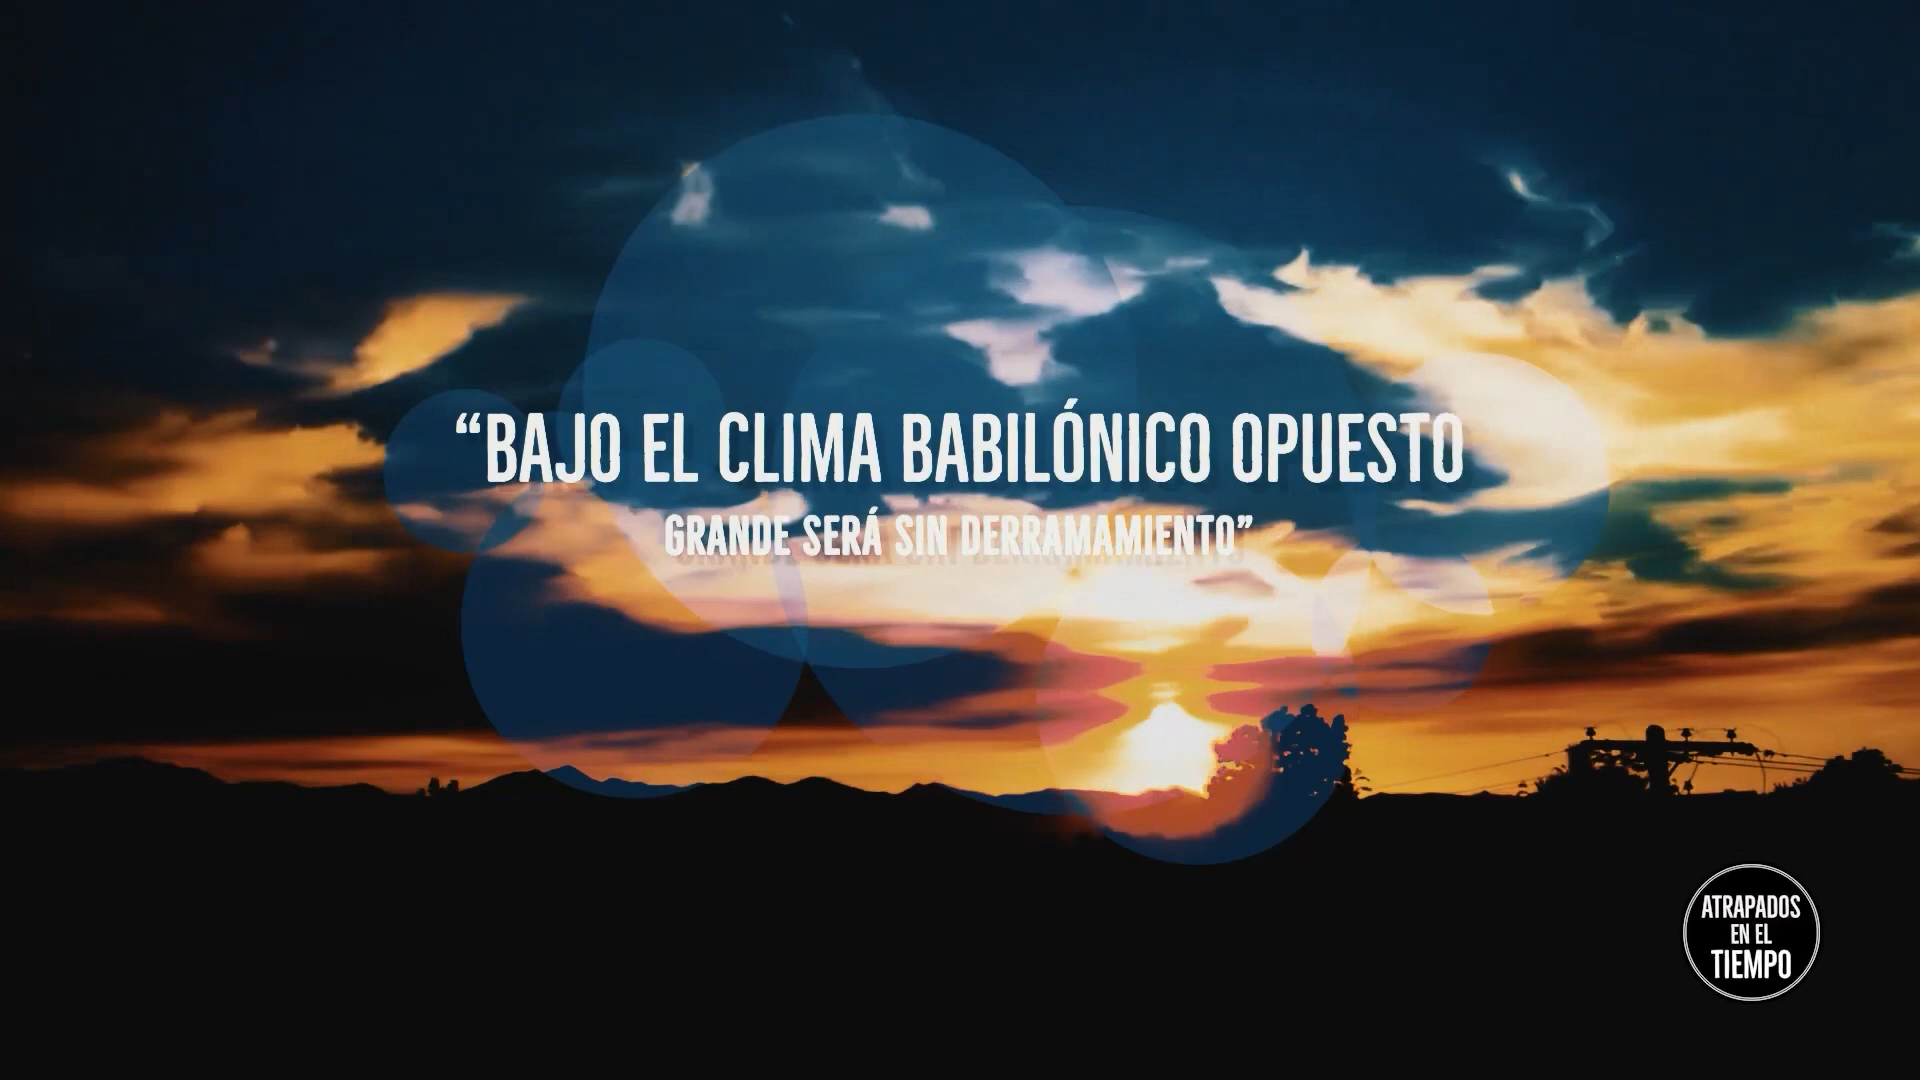 “BAJO EL CLIMA BABILÓNICO OPUESTO
GRANDE SERÁ SIN DERRAMAMIENTO”
ATRAPADOS
EN EL
TIEMPO